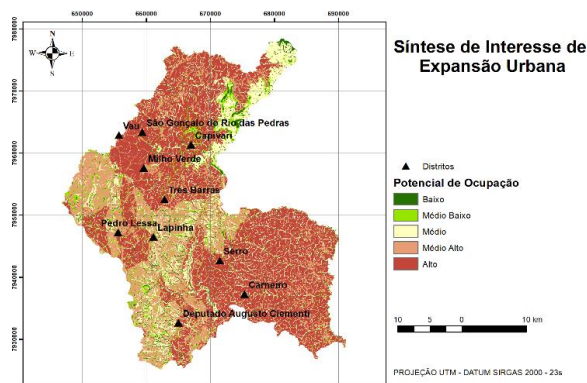 650000 660000 670000 680000 690000
7980000
7970000
7960000
7950000
7940000
7930000
N
W E
S
Vau
São Gonçalo do Rio das Pedras
Capivari
Milho Verde
Três Barras
Pedro Lessa
Lapinha
Serro
Carneiro
Deputado Augusto Clementi
Síntese de Interesse de
Expansão Urbana
Distritos
Potencial de Ocupação
Baixo
Médio Baixo
Médio
Médio Alto
Alto
10 5 0 10 km
PROJEÇÃO UTM - DATUM SIRGAS 2000 - 23s